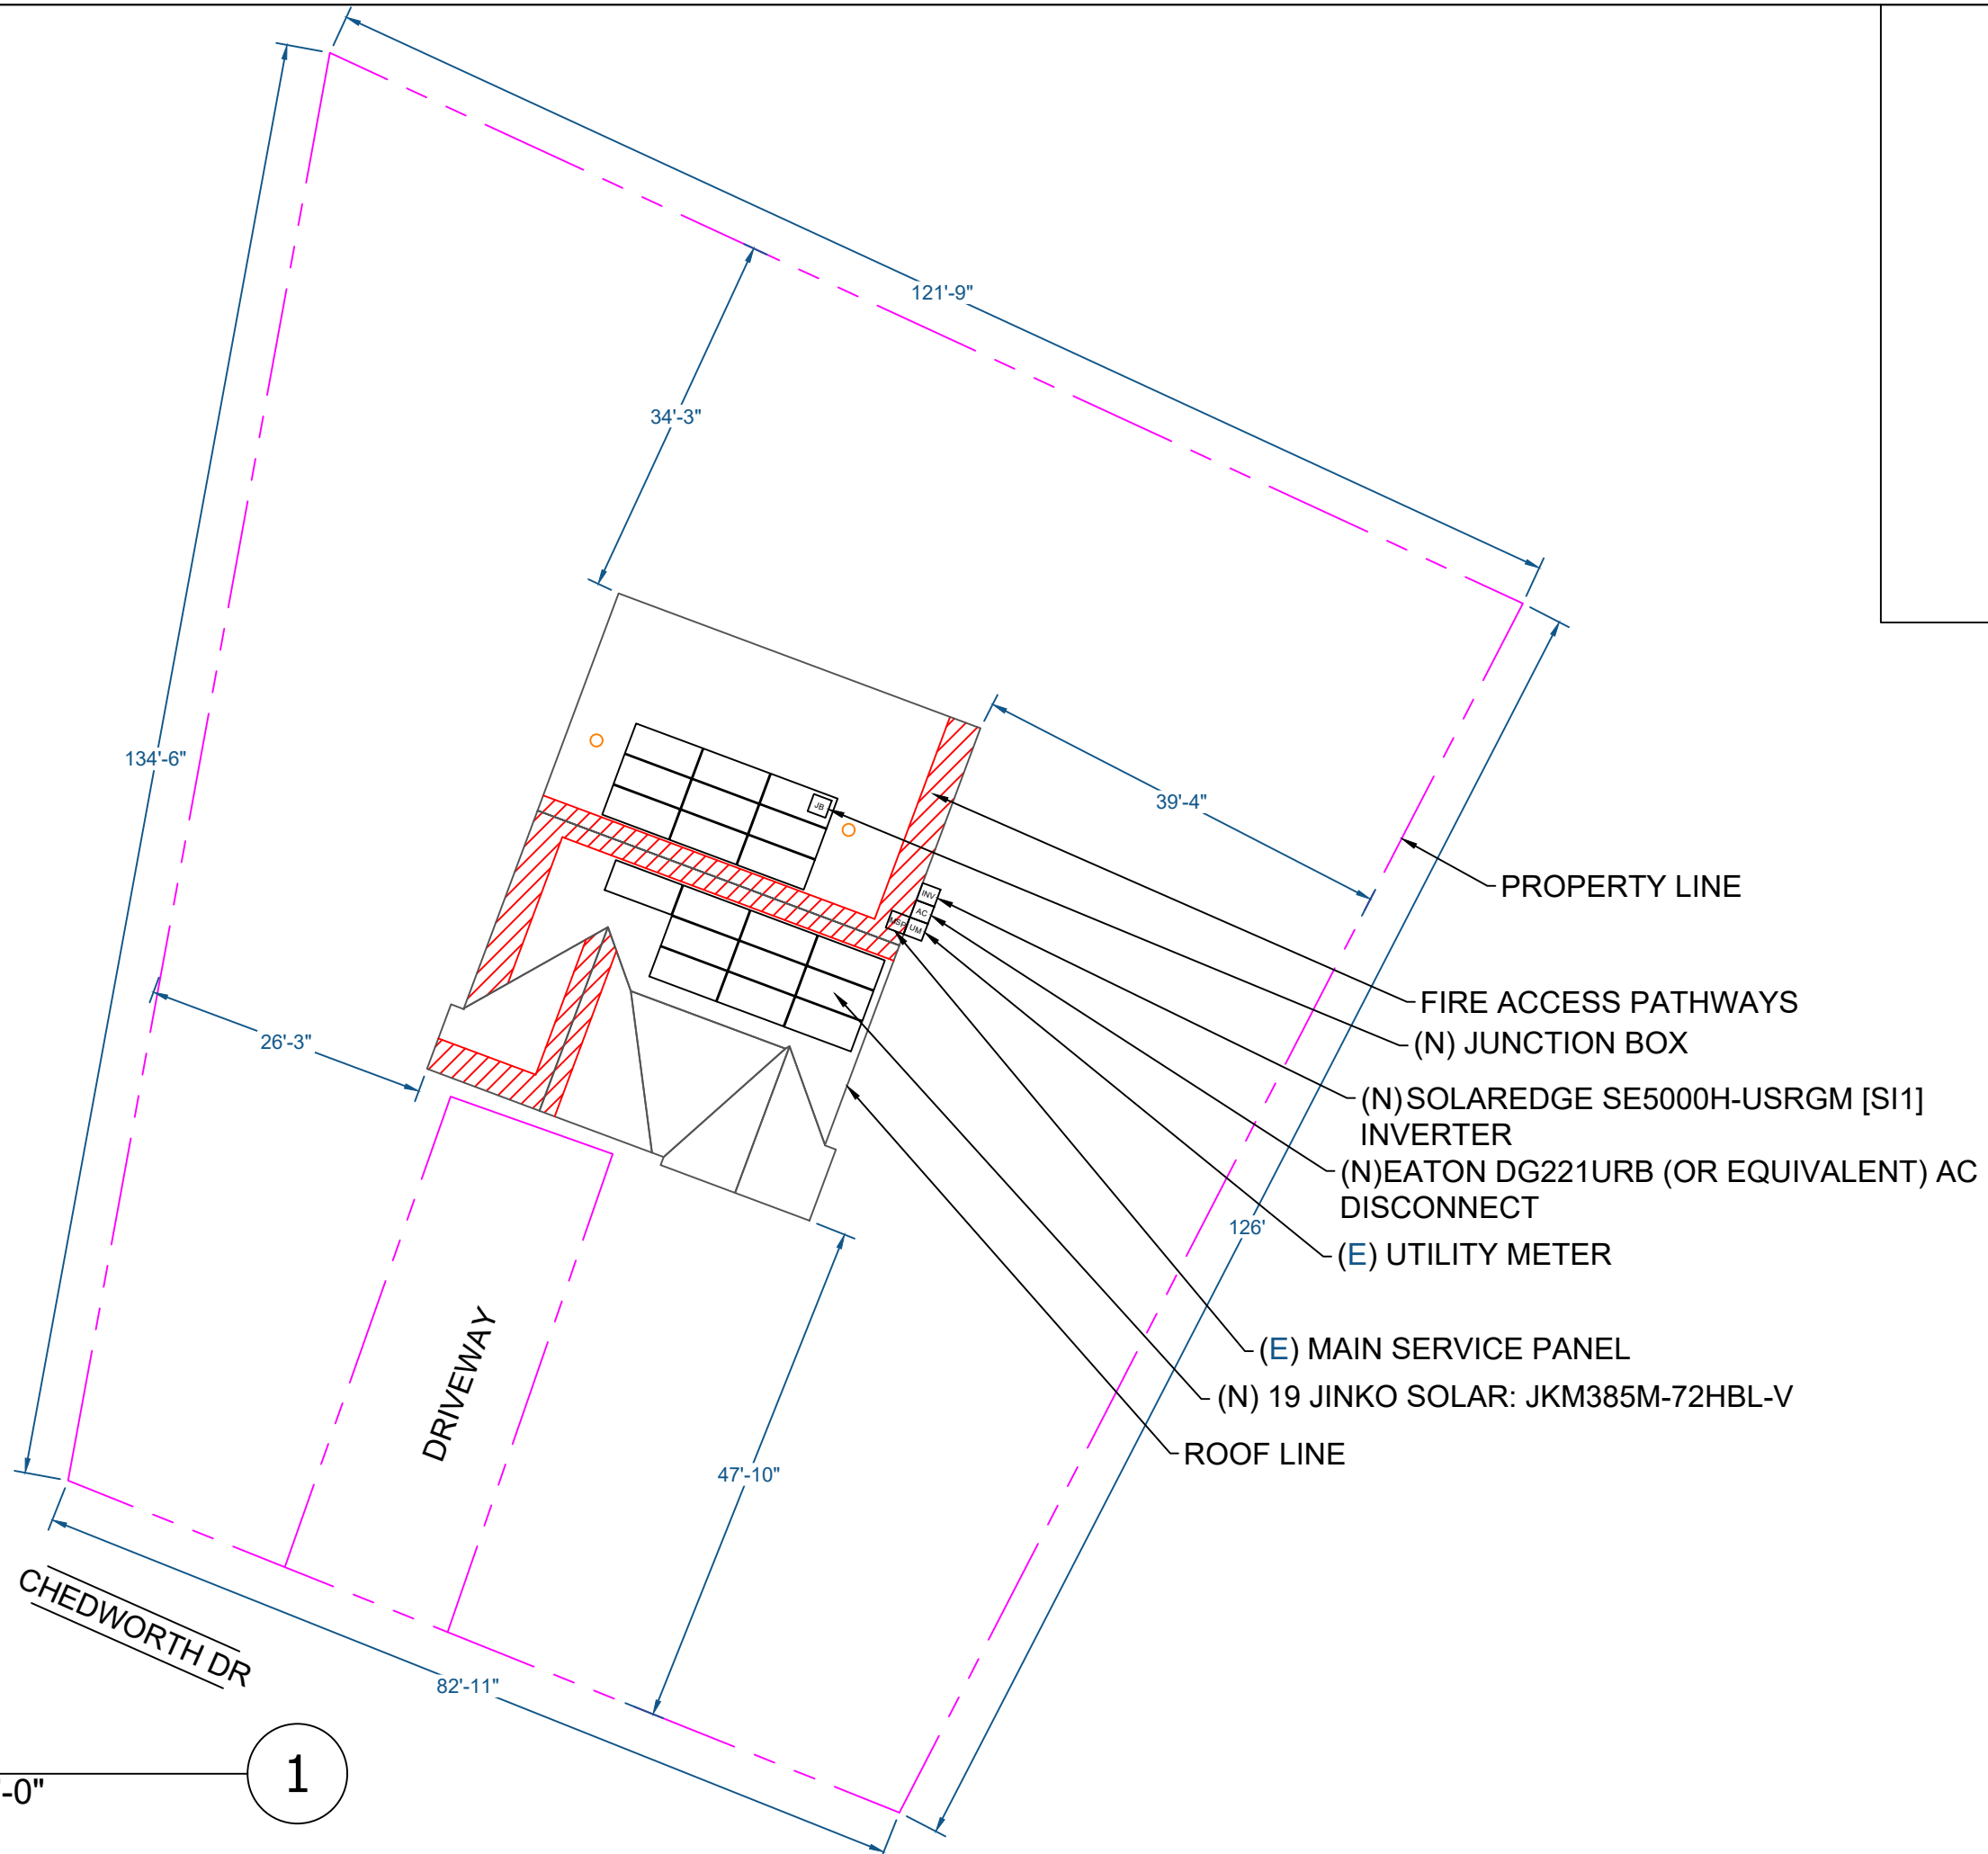 121'-9"
34'-3"
134'-6"
39'-4"
JB
INV
AC
UM
MSP
PROPERTY LINE
FIRE ACCESS PATHWAYS
(N) JUNCTION BOX
26'-3"
(N)SOLAREDGE SE5000H-USRGM [SI1]
INVERTER
(N)EATON DG221URB (OR EQUIVALENT) AC
DISCONNECT
126'
(E) UTILITY METER
(E) MAIN SERVICE PANEL
(N) 19 JINKO SOLAR: JKM385M-72HBL-V
ROOF LINE
DRIVEWAY
47'-10"
CHEDWORTH DR
82'-11"
1
'-0"